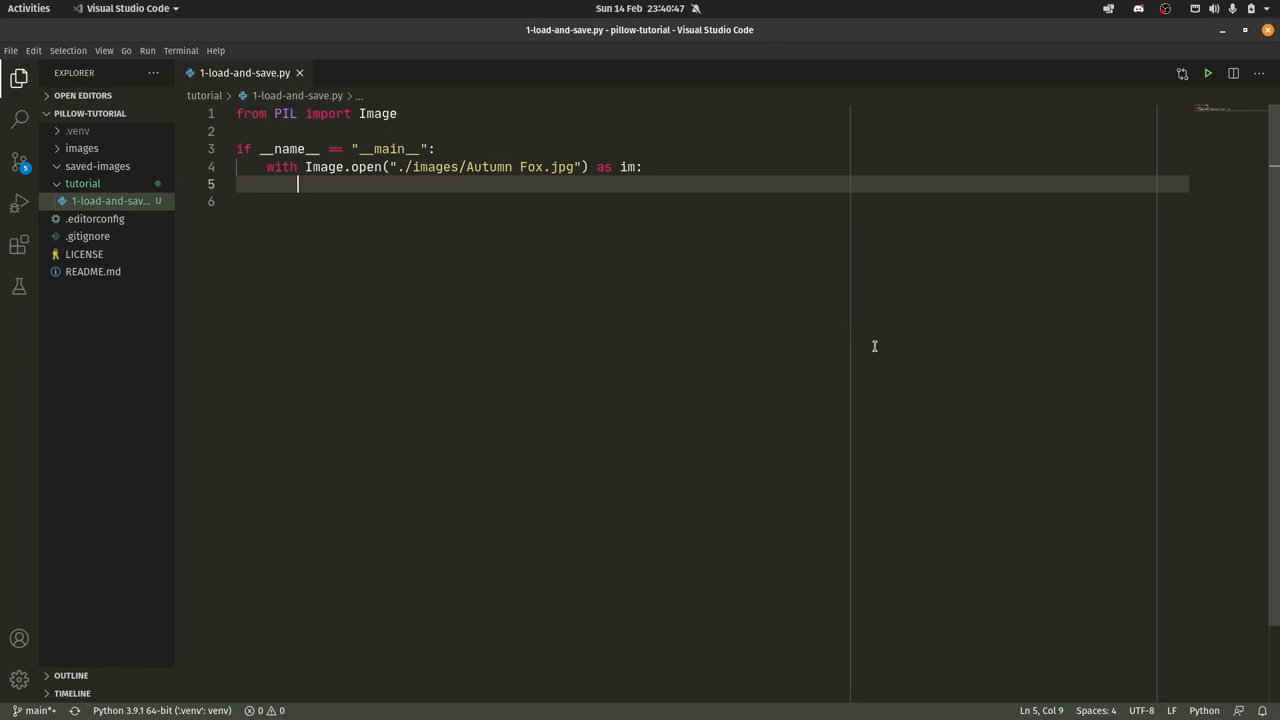 Activities
Visual Studio Code
Sun 14 Feb 23:40:47
1-load-and-save.py - pillow-tutorial - Visual Studio Code
File Edit Selection View Go Run Terminal Help
EXPLORER
1-load-and-save.py
OPEN EDITORS
tutorial > 1-load-and-save.py > ...
PILLOW-TUTORIAL
.venv
images
saved-images
tutorial
1-load-and-sav... U
.editorconfig
.gitignore
LICENSE
README.md
1 from PIL import Image
2
3 if __name__ == "__main__":
4 with Image.open("./images/Autumn Fox.jpg") as im:
5
6
5
OUTLINE
TIMELINE
main*+ Python 3.9.1 64-bit ('.venv': venv) 0 0 Ln 5, Col 9 Spaces: 4 UTF-8 LF Python